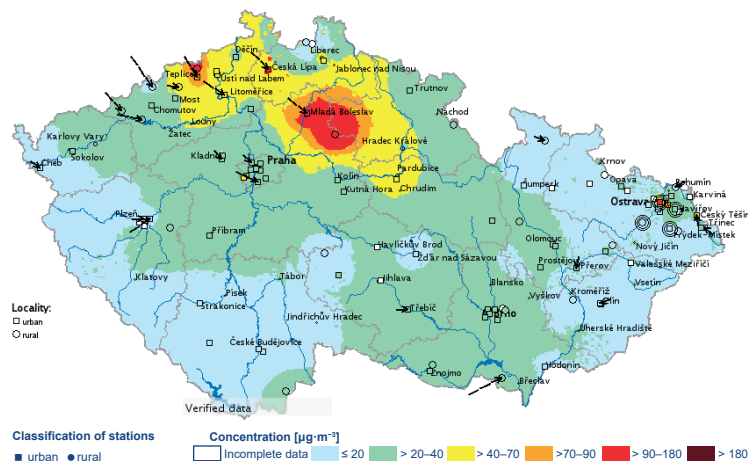 Děčín
Liberec
Teplice
Česká Lípa
Jablonec nad Nisou
Ústí nad Labem
Most
Litoměřice
Trutnov
Chomutov
Mladá Boleslav
Louny
Náchod
Karlovy Vary
Žatec
Hradec Králové
Sokolov
Kladno
Praha
Cheb
Pardubice
Kolín
Krnov
Kutná Hora
Chrudim
Šumperk
Opava
Bohumín
Karviná
Ostrava
Havířov
Plzeň
Český Těšín
Třinec
Příbram
Frýdek-Místek
Olomouc
Nový Jičín
Havlíčkův Brod
Žďár nad Sázavou
Prostějov
Přerov
Valašské Meziříčí
Klatovy
Tábor
Jihlava
Blansko
Vsetín
Písek
Vyškov
Kroměříž
Zlín
Locality:
Strakonice
Jindřichův Hradec
Třebíč
Brno
urban
Uherské Hradiště
rural
České Budějovice
Hodonín
Znojmo
Břeclav
Verified data
Classification of stations
Concentration [µg·m⁻³]
urban rural
Incomplete data ≤ 20 > 20–40 > 40–70 >70–90 > 90–180 > 180